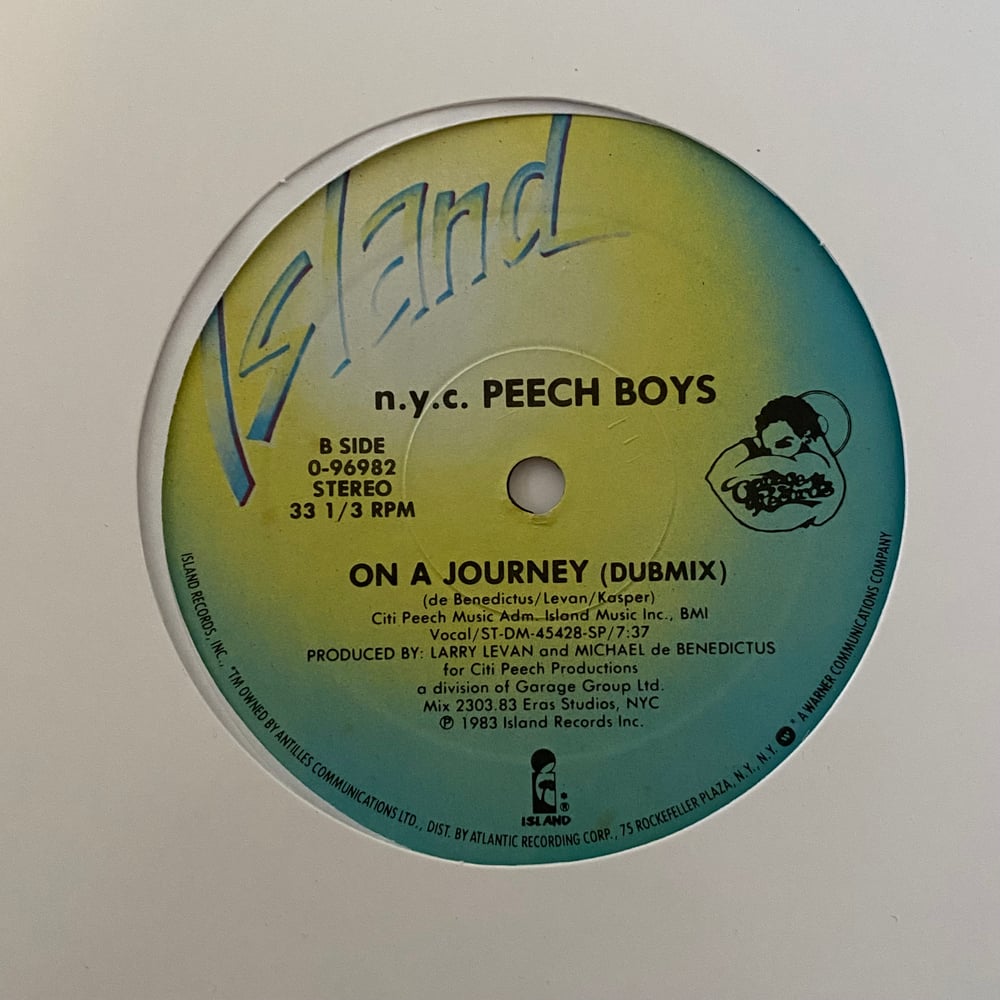 Island
n.y.c. PEECH BOYS
B SIDE
0-96982
STEREO
33 1/3 RPM
Garage
Records
ON A JOURNEY (DUBMIX)
(de Benedictus/Levan/Kasper)
Citi Peech Music Adm. Island Music Inc., BMI
Vocal/ST-DM-45428-SP/7:37
PRODUCED BY: LARRY LEVAN and MICHAEL de BENEDICTUS
for Citi Peech Productions
a division of Garage Group Ltd.
Mix 2303.83 Eras Studios, NYC
℗ 1983 Island Records Inc.
ISLAND
ISLAND RECORDS, INC., *TM OWNED BY ANTILLES COMMUNICATIONS LTD., DIST. BY ATLANTIC RECORDING CORP., 75 ROCKEFELLER PLAZA, N.Y., N.Y. * A WARNER COMMUNICATIONS COMPANY